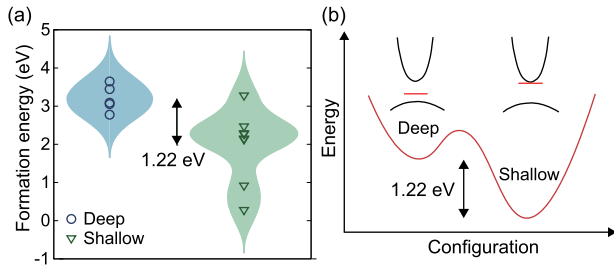 (a)
Formation energy (eV)
5
4
3
2
1
0
-1
1.22 eV
Deep
Shallow
(b)
Energy
Deep
Shallow
1.22 eV
Configuration